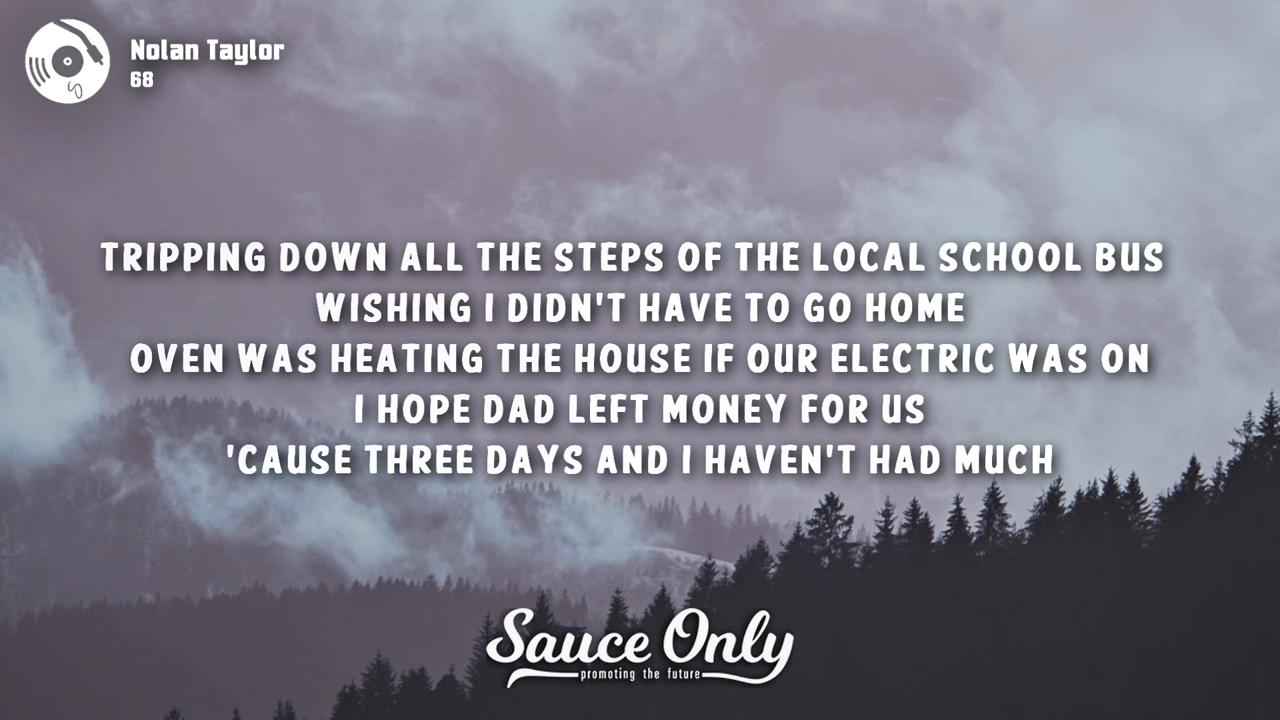 Nolan Taylor
68
TRIPPING DOWN ALL THE STEPS OF THE LOCAL SCHOOL BUS
WISHING I DIDN'T HAVE TO GO HOME
OVEN WAS HEATING THE HOUSE IF OUR ELECTRIC WAS ON
I HOPE DAD LEFT MONEY FOR US
'CAUSE THREE DAYS AND I HAVEN'T HAD MUCH
Sauce Only
promoting the future